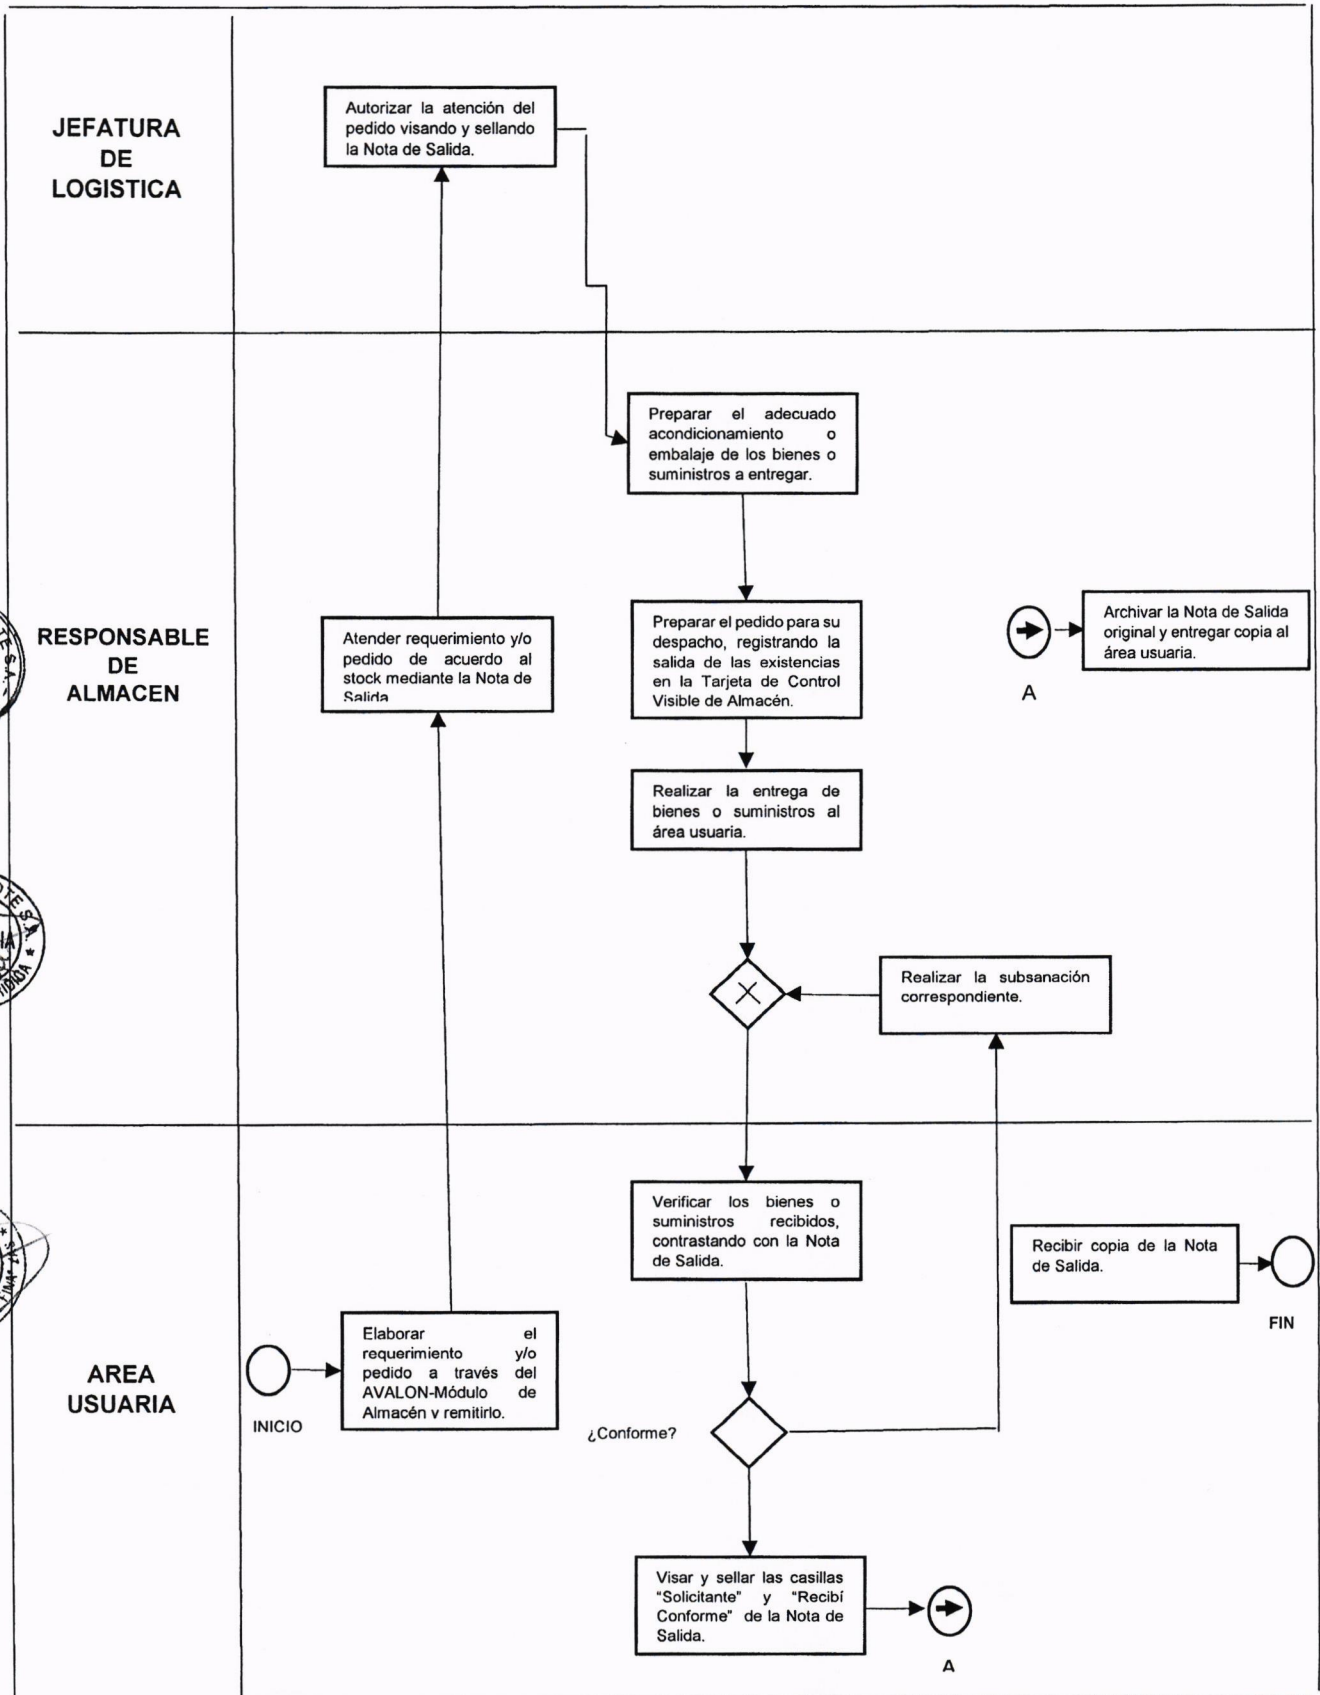 JEFATURA
DE
LOGISTICA
Autorizar la atención del
pedido visando y sellando
la Nota de Salida.
RESPONSABLE
DE
ALMACEN
Preparar el adecuado
acondicionamiento o
embalaje de los bienes o
suministros a entregar.
Atender requerimiento y/o
pedido de acuerdo al
stock mediante la Nota de
Salida
Preparar el pedido para su
despacho, registrando la
salida de las existencias
en la Tarjeta de Control
Visible de Almacén.
Archivar la Nota de Salida
original y entregar copia al
área usuaria.
A
Realizar la entrega de
bienes o suministros al
área usuaria.
Realizar la subsanación
correspondiente.
AREA
USUARIA
Verificar los bienes o
suministros recibidos,
contrastando con la Nota
de Salida.
Recibir copia de la Nota
de Salida.
FIN
INICIO
Elaborar el
requerimiento y/o
pedido a través del
AVALON-Módulo de
Almacén y remitirlo.
¿Conforme?
Visar y sellar las casillas
"Solicitante" y "Recibí
Conforme" de la Nota de
Salida.
A